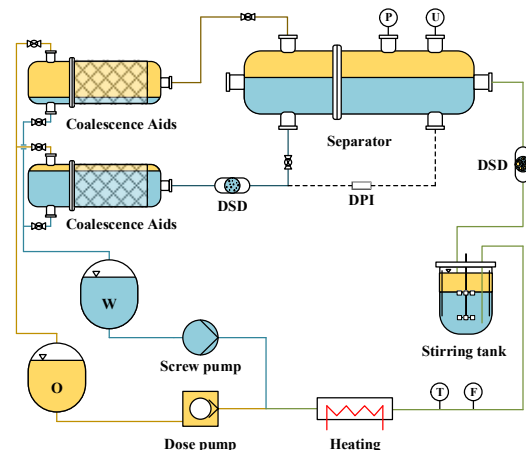 P
U
Coalescence Aids
Separator
DSD
Coalescence Aids
DSD
DPI
W
Stirring tank
Screw pump
O
T
F
Dose pump
Heating